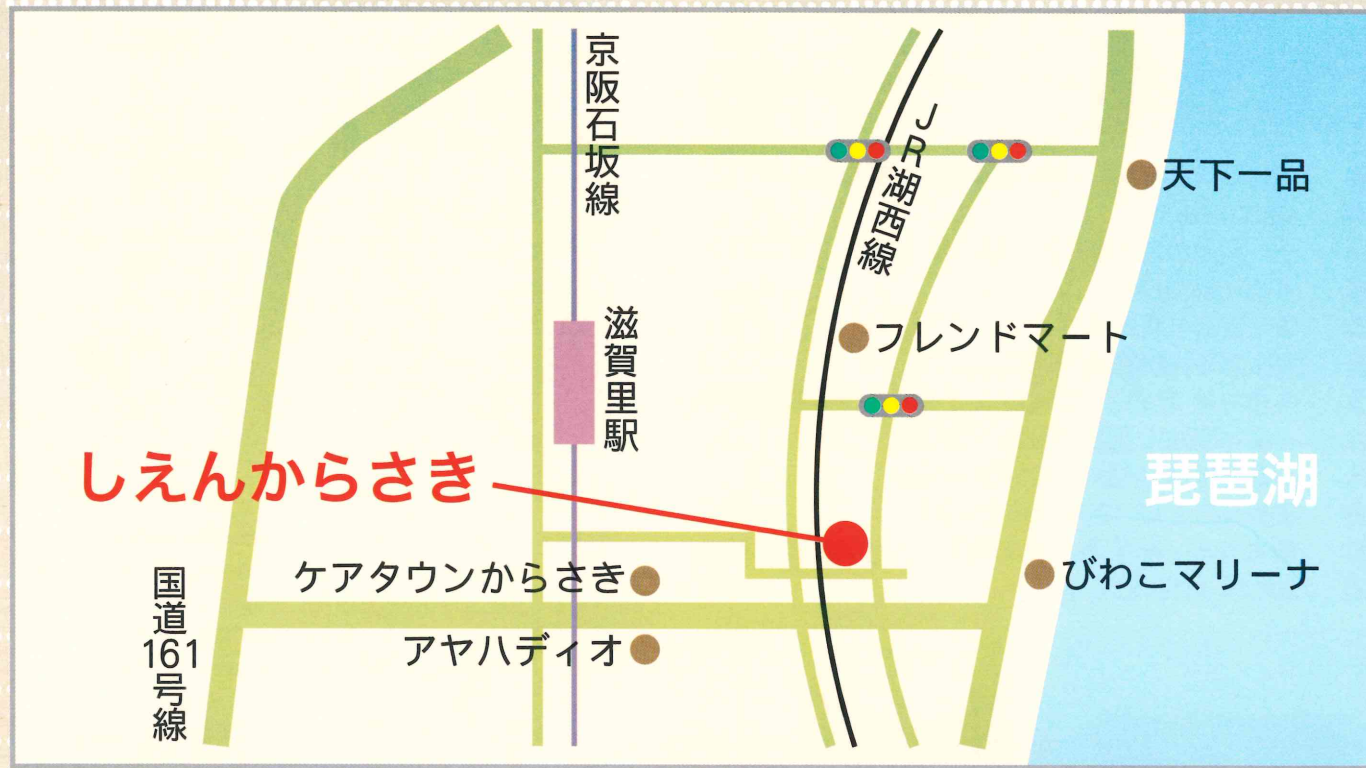 京阪石坂線
JR湖西線
天下一品
滋賀里駅
フレンドマート
しえんからさき
琵琶湖
国道161号線
ケアタウンからさき
びわこマリーナ
アヤハディオ